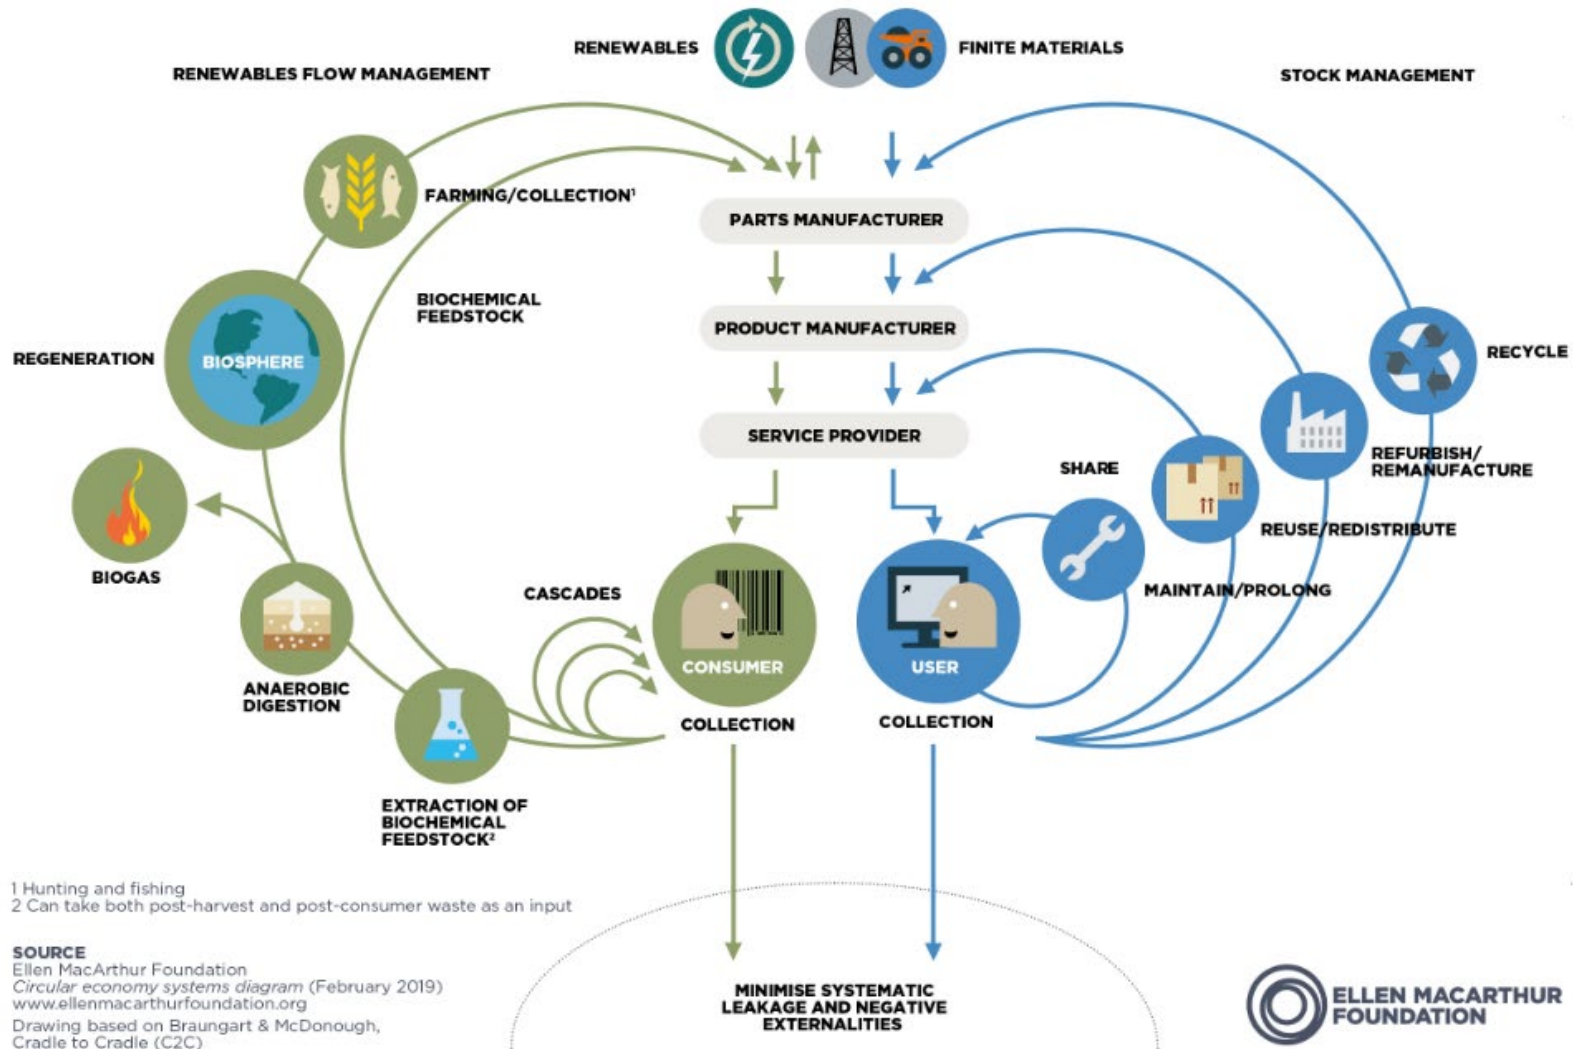 RENEWABLES
FINITE MATERIALS
RENEWABLES FLOW MANAGEMENT
STOCK MANAGEMENT
FARMING/COLLECTION¹
PARTS MANUFACTURER
BIOCHEMICAL
FEEDSTOCK
PRODUCT MANUFACTURER
REGENERATION
BIOSPHERE
RECYCLE
SERVICE PROVIDER
SHARE
REFURBISH/
REMANUFACTURE
REUSE/REDISTRIBUTE
BIOGAS
CASCADES
MAINTAIN/PROLONG
CONSUMER
USER
ANAEROBIC
DIGESTION
COLLECTION
COLLECTION
EXTRACTION OF
BIOCHEMICAL
FEEDSTOCK²
1 Hunting and fishing
2 Can take both post-harvest and post-consumer waste as an input
SOURCE
Ellen MacArthur Foundation
Circular economy systems diagram (February 2019)
www.ellenmacarthurfoundation.org
Drawing based on Braungart & McDonough,
Cradle to Cradle (C2C)
MINIMISE SYSTEMATIC
LEAKAGE AND NEGATIVE
EXTERNALITIES
ELLEN MACARTHUR
FOUNDATION